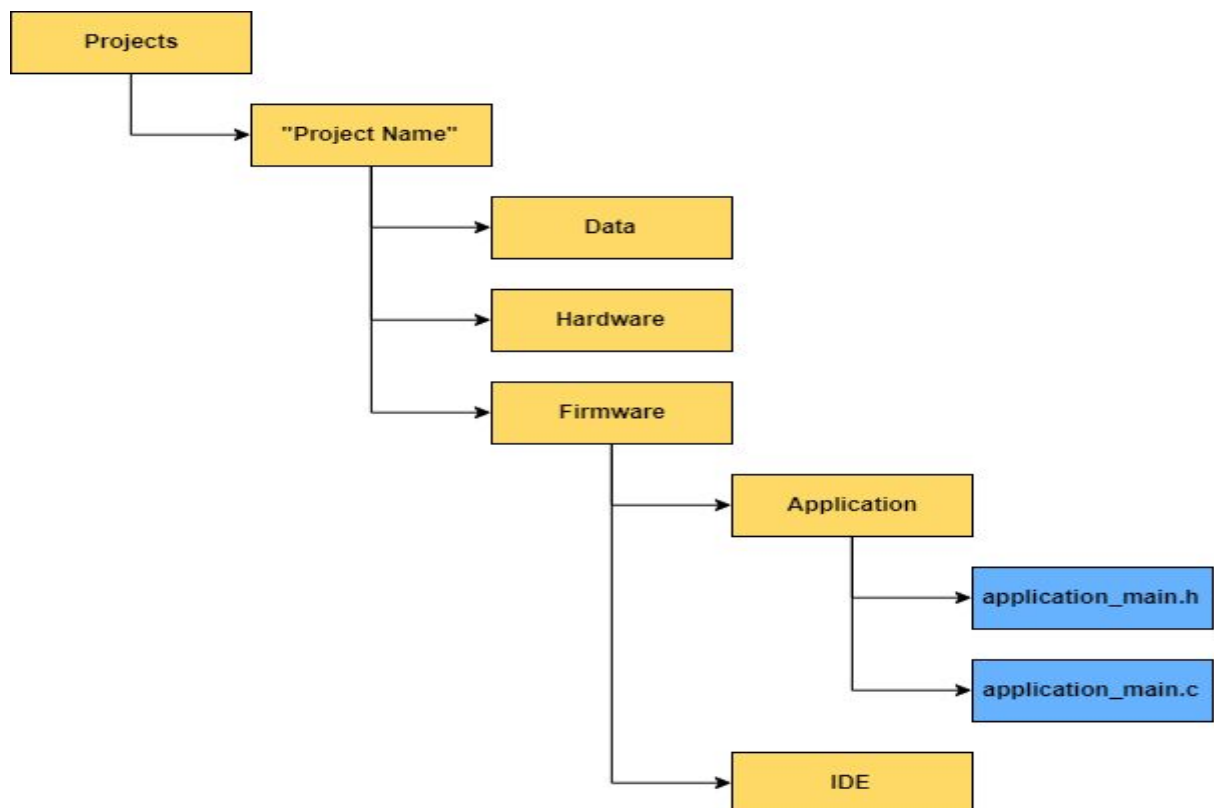 Projects
"Project Name"
Data
Hardware
Firmware
Application
application_main.h
application_main.c
IDE